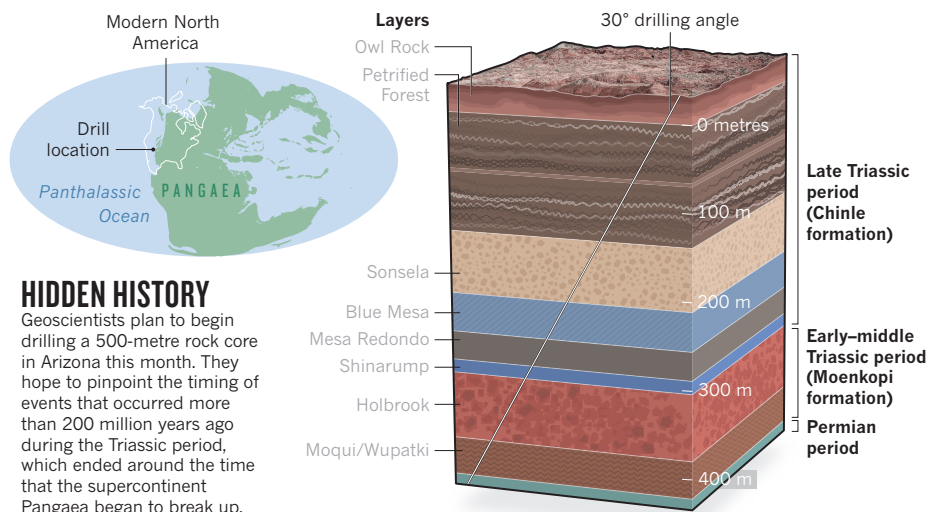 Modern North
America
Drill
location
Panthalassic
Ocean
PANGAEA
HIDDEN HISTORY
Geoscientists plan to begin
drilling a 500-metre rock core
in Arizona this month. They
hope to pinpoint the timing of
events that occurred more
than 200 million years ago
during the Triassic period,
which ended around the time
that the supercontinent
Pangaea began to break up.
Layers
Owl Rock
Petrified
Forest
Sonsela
Blue Mesa
Mesa Redondo
Shinarump
Holbrook
Moqui/Wupatki
30° drilling angle
0 metres
100 m
200 m
300 m
400 m
Late Triassic
period
(Chinle
formation)
Early–middle
Triassic period
(Moenkopi
formation)
Permian
period